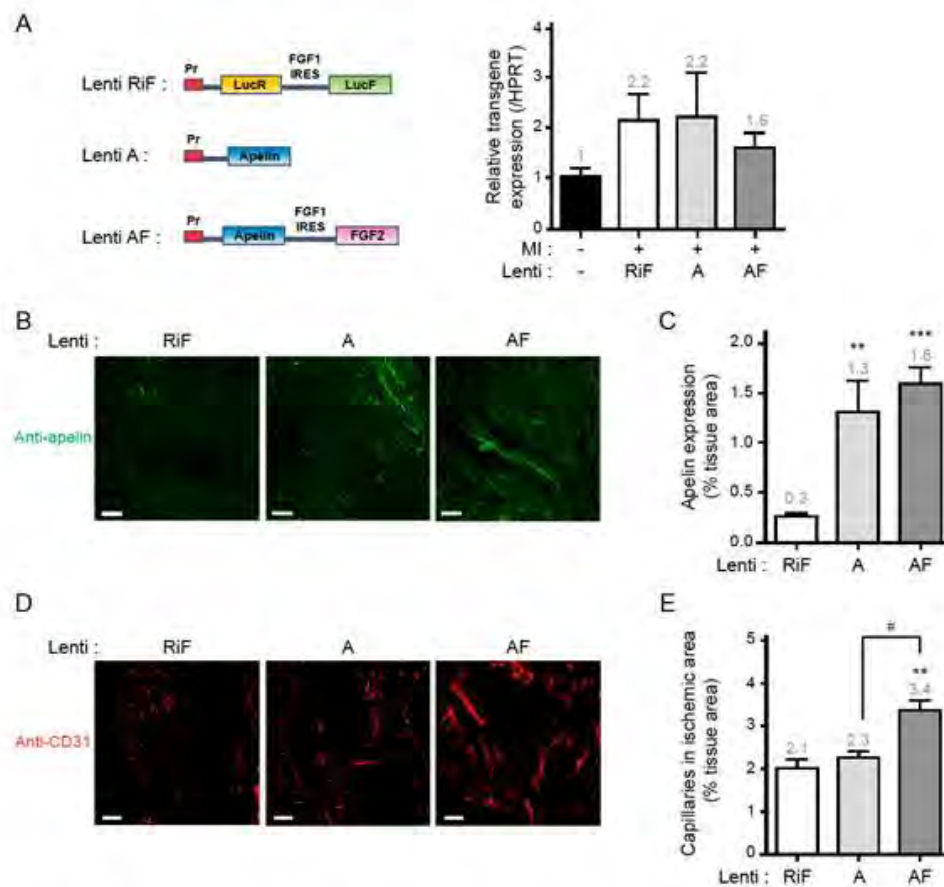 A
Lenti RiF :
Pr
LucR
FGF1
IRES
LucF
Lenti A :
Pr
Apelin
Lenti AF :
Pr
Apelin
FGF1
IRES
FGF2
Relative transgene
expression (/HPRT)
4
3
2
1
0
1
2.2
2.2
1.6
MI : - + + +
Lenti : - RiF A AF
B
Lenti : RiF A AF
Anti-apelin
C
Apelin expression
(% tissue area)
2.0
1.5
1.0
0.5
0.0
0.3
**
1.3
***
1.6
Lenti : RiF A AF
D
Lenti : RiF A AF
Anti-CD31
E
Capillaries in ischemic area
(% tissue area)
5
4
3
2
1
0
2.1
2.3
#
**
3.4
Lenti : RiF A AF